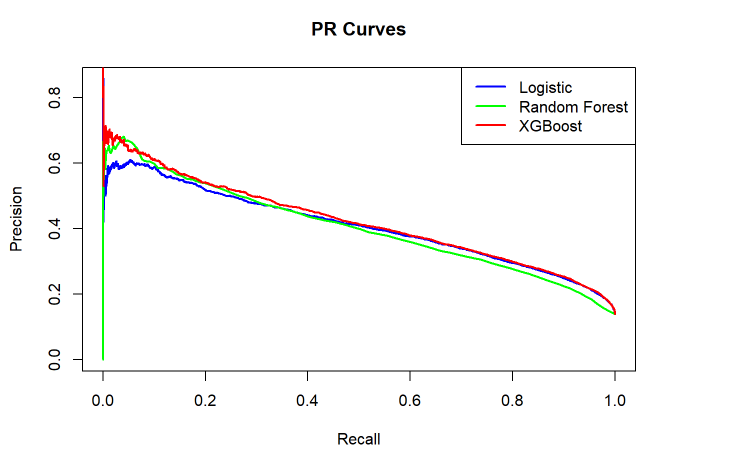 PR Curves
Logistic
Random Forest
XGBoost
Precision
0.0
0.2
0.4
0.6
0.8
0.0 0.2 0.4 0.6 0.8 1.0
Recall